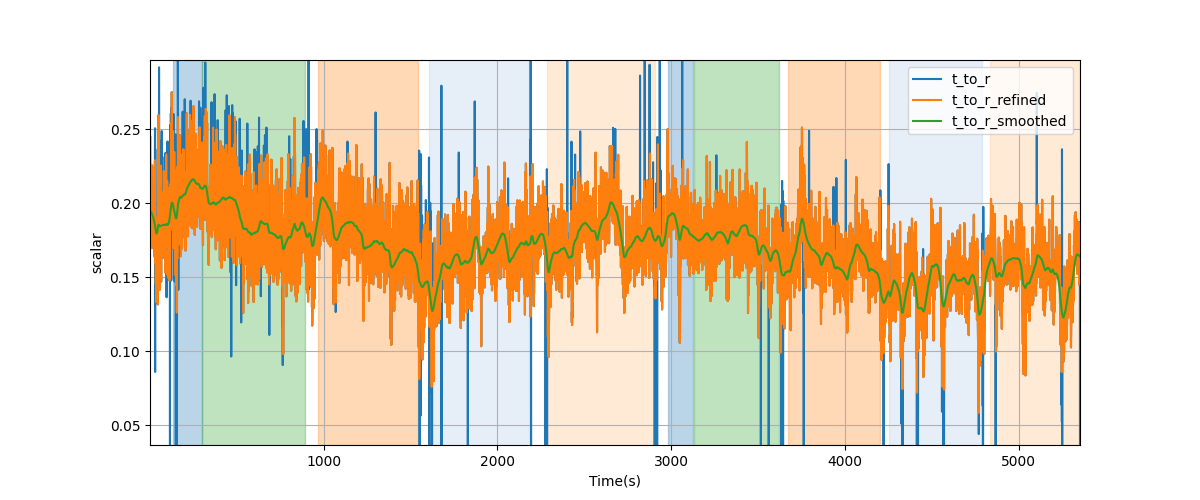 t_to_r
t_to_r_refined
t_to_r_smoothed
scalar
0.25
0.20
0.15
0.10
0.05
1000 2000 3000 4000 5000
Time(s)